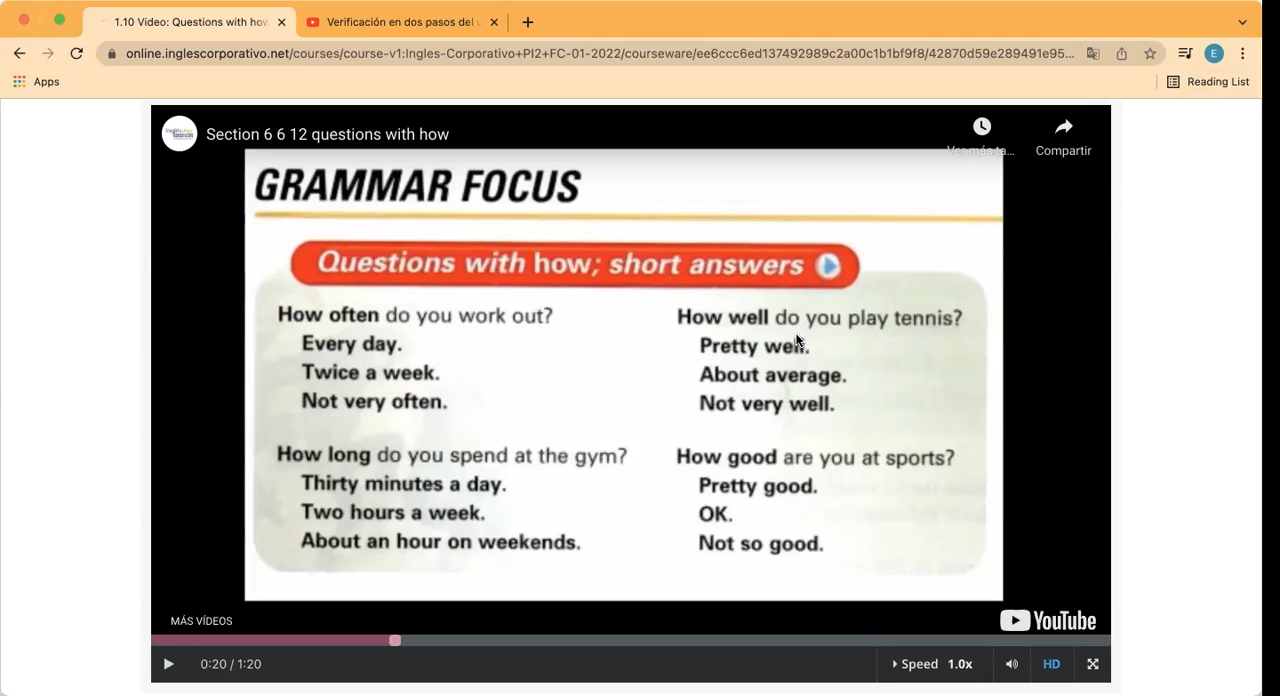 1.10 Video: Questions with how
Verificación en dos pasos del
online.inglescorporativo.net/courses/course-v1:Ingles-Corporativo+PI2+FC-01-2022/courseware/ee6ccc6ed137492989c2a00c1b1bf9f8/42870d59e289491e95...
E
Apps
Reading List
Section 6 6 12 questions with how
Ver más ta...
Compartir
GRAMMAR FOCUS
Questions with how; short answers
How often do you work out?
Every day.
Twice a week.
Not very often.
How long do you spend at the gym?
Thirty minutes a day.
Two hours a week.
About an hour on weekends.
How well do you play tennis?
Pretty well.
About average.
Not very well.
How good are you at sports?
Pretty good.
OK.
Not so good.
MÁS VÍDEOS
YouTube
0:20 / 1:20
Speed 1.0x
HD